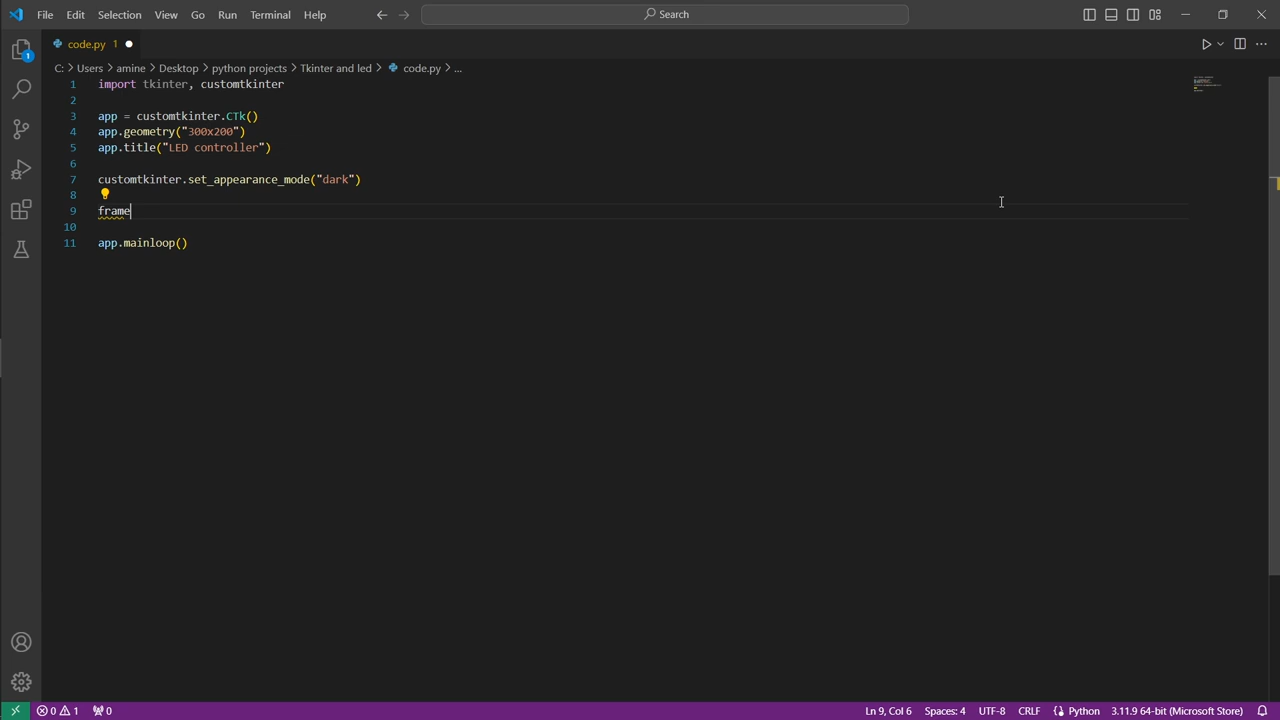 File Edit Selection View Go Run Terminal Help Search
code.py 1
C: > Users > amine > Desktop > python projects > Tkinter and led > code.py > ...
1 import tkinter, customtkinter
2
3 app = customtkinter.CTk()
4 app.geometry("300x200")
5 app.title("LED controller")
6
7 customtkinter.set_appearance_mode("dark")
8
9 frame
10
11 app.mainloop()
1
0 1 0 Ln 9, Col 6 Spaces: 4 UTF-8 CRLF Python 3.11.9 64-bit (Microsoft Store)